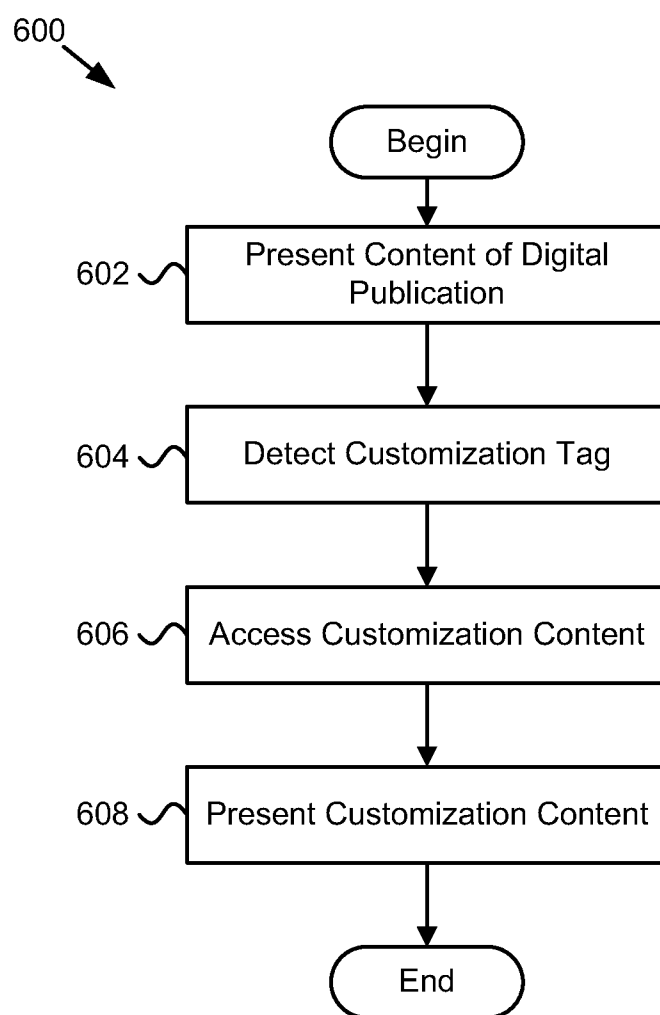 600
Begin
602
Present Content of Digital
Publication
604
Detect Customization Tag
606
Access Customization Content
608
Present Customization Content
End